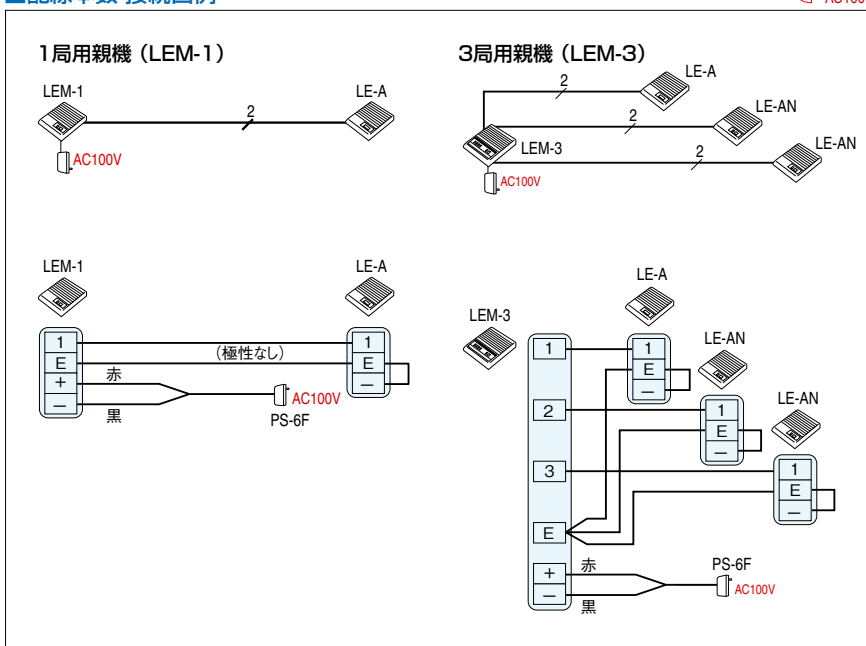 ■配線本数・接続図例
AC100V
1局用親機（LEM-1）
LEM-1
2
LE-A
AC100V
LEM-1
LE-A
1
E
+
－
(極性なし)
赤
黒
AC100V
PS-6F
1
E
－
3局用親機（LEM-3）
LE-A
2
LE-AN
2
LE-AN
2
LEM-3
AC100V
LE-A
LEM-3
LE-AN
LE-AN
1
2
3
E
+
－
1
E
－
1
E
－
1
E
－
赤
黒
PS-6F
AC100V